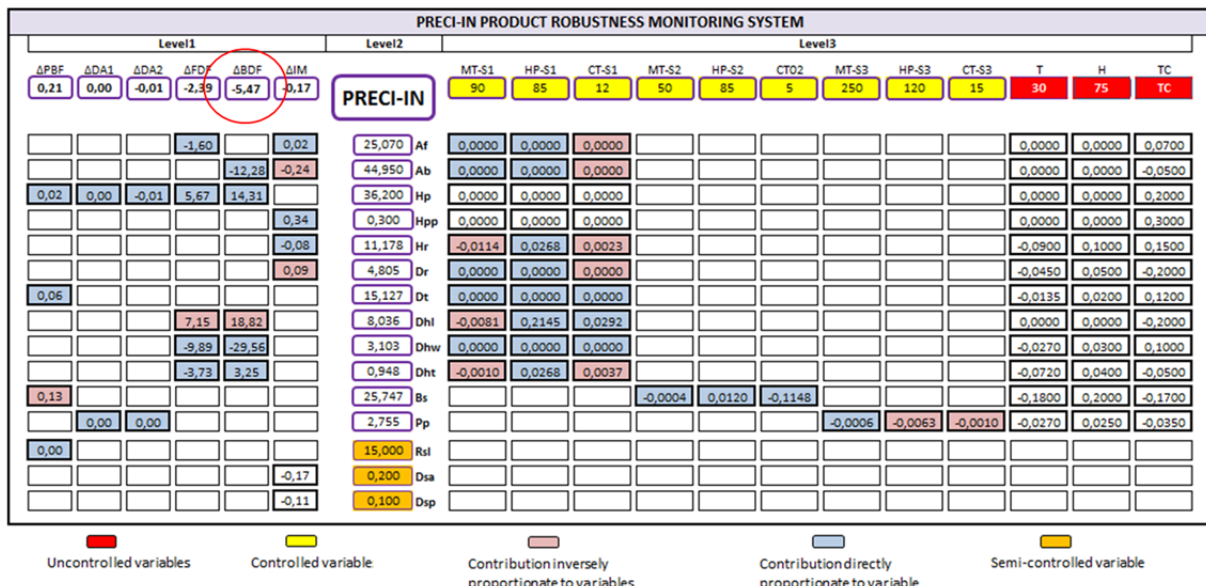 PRECI-IN PRODUCT ROBUSTNESS MONITORING SYSTEM
Level1 Level2 Level3
ΔPBF ΔDA1 ΔDA2 ΔFDF ΔBDF ΔIM MT-S1 HP-S1 CT-S1 MT-S2 HP-S2 CT02 MT-S3 HP-S3 CT-S3 T H TC
0,21 0,00 -0,01 -2,39 -5,47 -0,17 PRECI-IN 90 85 12 50 85 5 250 120 15 30 75 TC
-1,60 0,02 25,070 Af 0,0000 0,0000 0,0000 0,0000 0,0000 0,0700
-12,28 -0,24 44,950 Ab 0,0000 0,0000 0,0000 0,0000 0,0000 -0,0500
0,02 0,00 -0,01 5,67 14,31 36,200 Hp 0,0000 0,0000 0,0000 0,0000 0,0000 0,2000
0,34 0,300 Hpp 0,0000 0,0000 0,0000 0,0000 0,0000 0,3000
-0,08 11,178 Hr -0,0114 0,0268 0,0023 -0,0900 0,1000 0,1500
0,09 4,805 Dr 0,0000 0,0000 0,0000 -0,0450 0,0500 -0,2000
0,06 15,127 Dt 0,0000 0,0000 0,0000 -0,0135 0,0200 0,1200
7,15 18,82 8,036 Dhl -0,0081 0,2145 0,0292 0,0000 0,0000 -0,2000
-9,89 -29,56 3,103 Dhw 0,0000 0,0000 0,0000 -0,0270 0,0300 0,1000
-3,73 3,25 0,948 Dht -0,0010 0,0268 0,0037 -0,0720 0,0400 -0,0500
0,13 25,747 Bs -0,0004 0,0120 -0,1148 -0,1800 0,2000 -0,1700
0,00 0,00 2,755 Pp -0,0006 -0,0063 -0,0010 -0,0270 0,0250 -0,0350
0,00 15,000 Rsl
-0,17 0,200 Dsa
-0,11 0,100 Dsp
Uncontrolled variables Controlled variable Contribution inversely Contribution directly Semi-controlled variable
proportionate to variables proportionate to variable